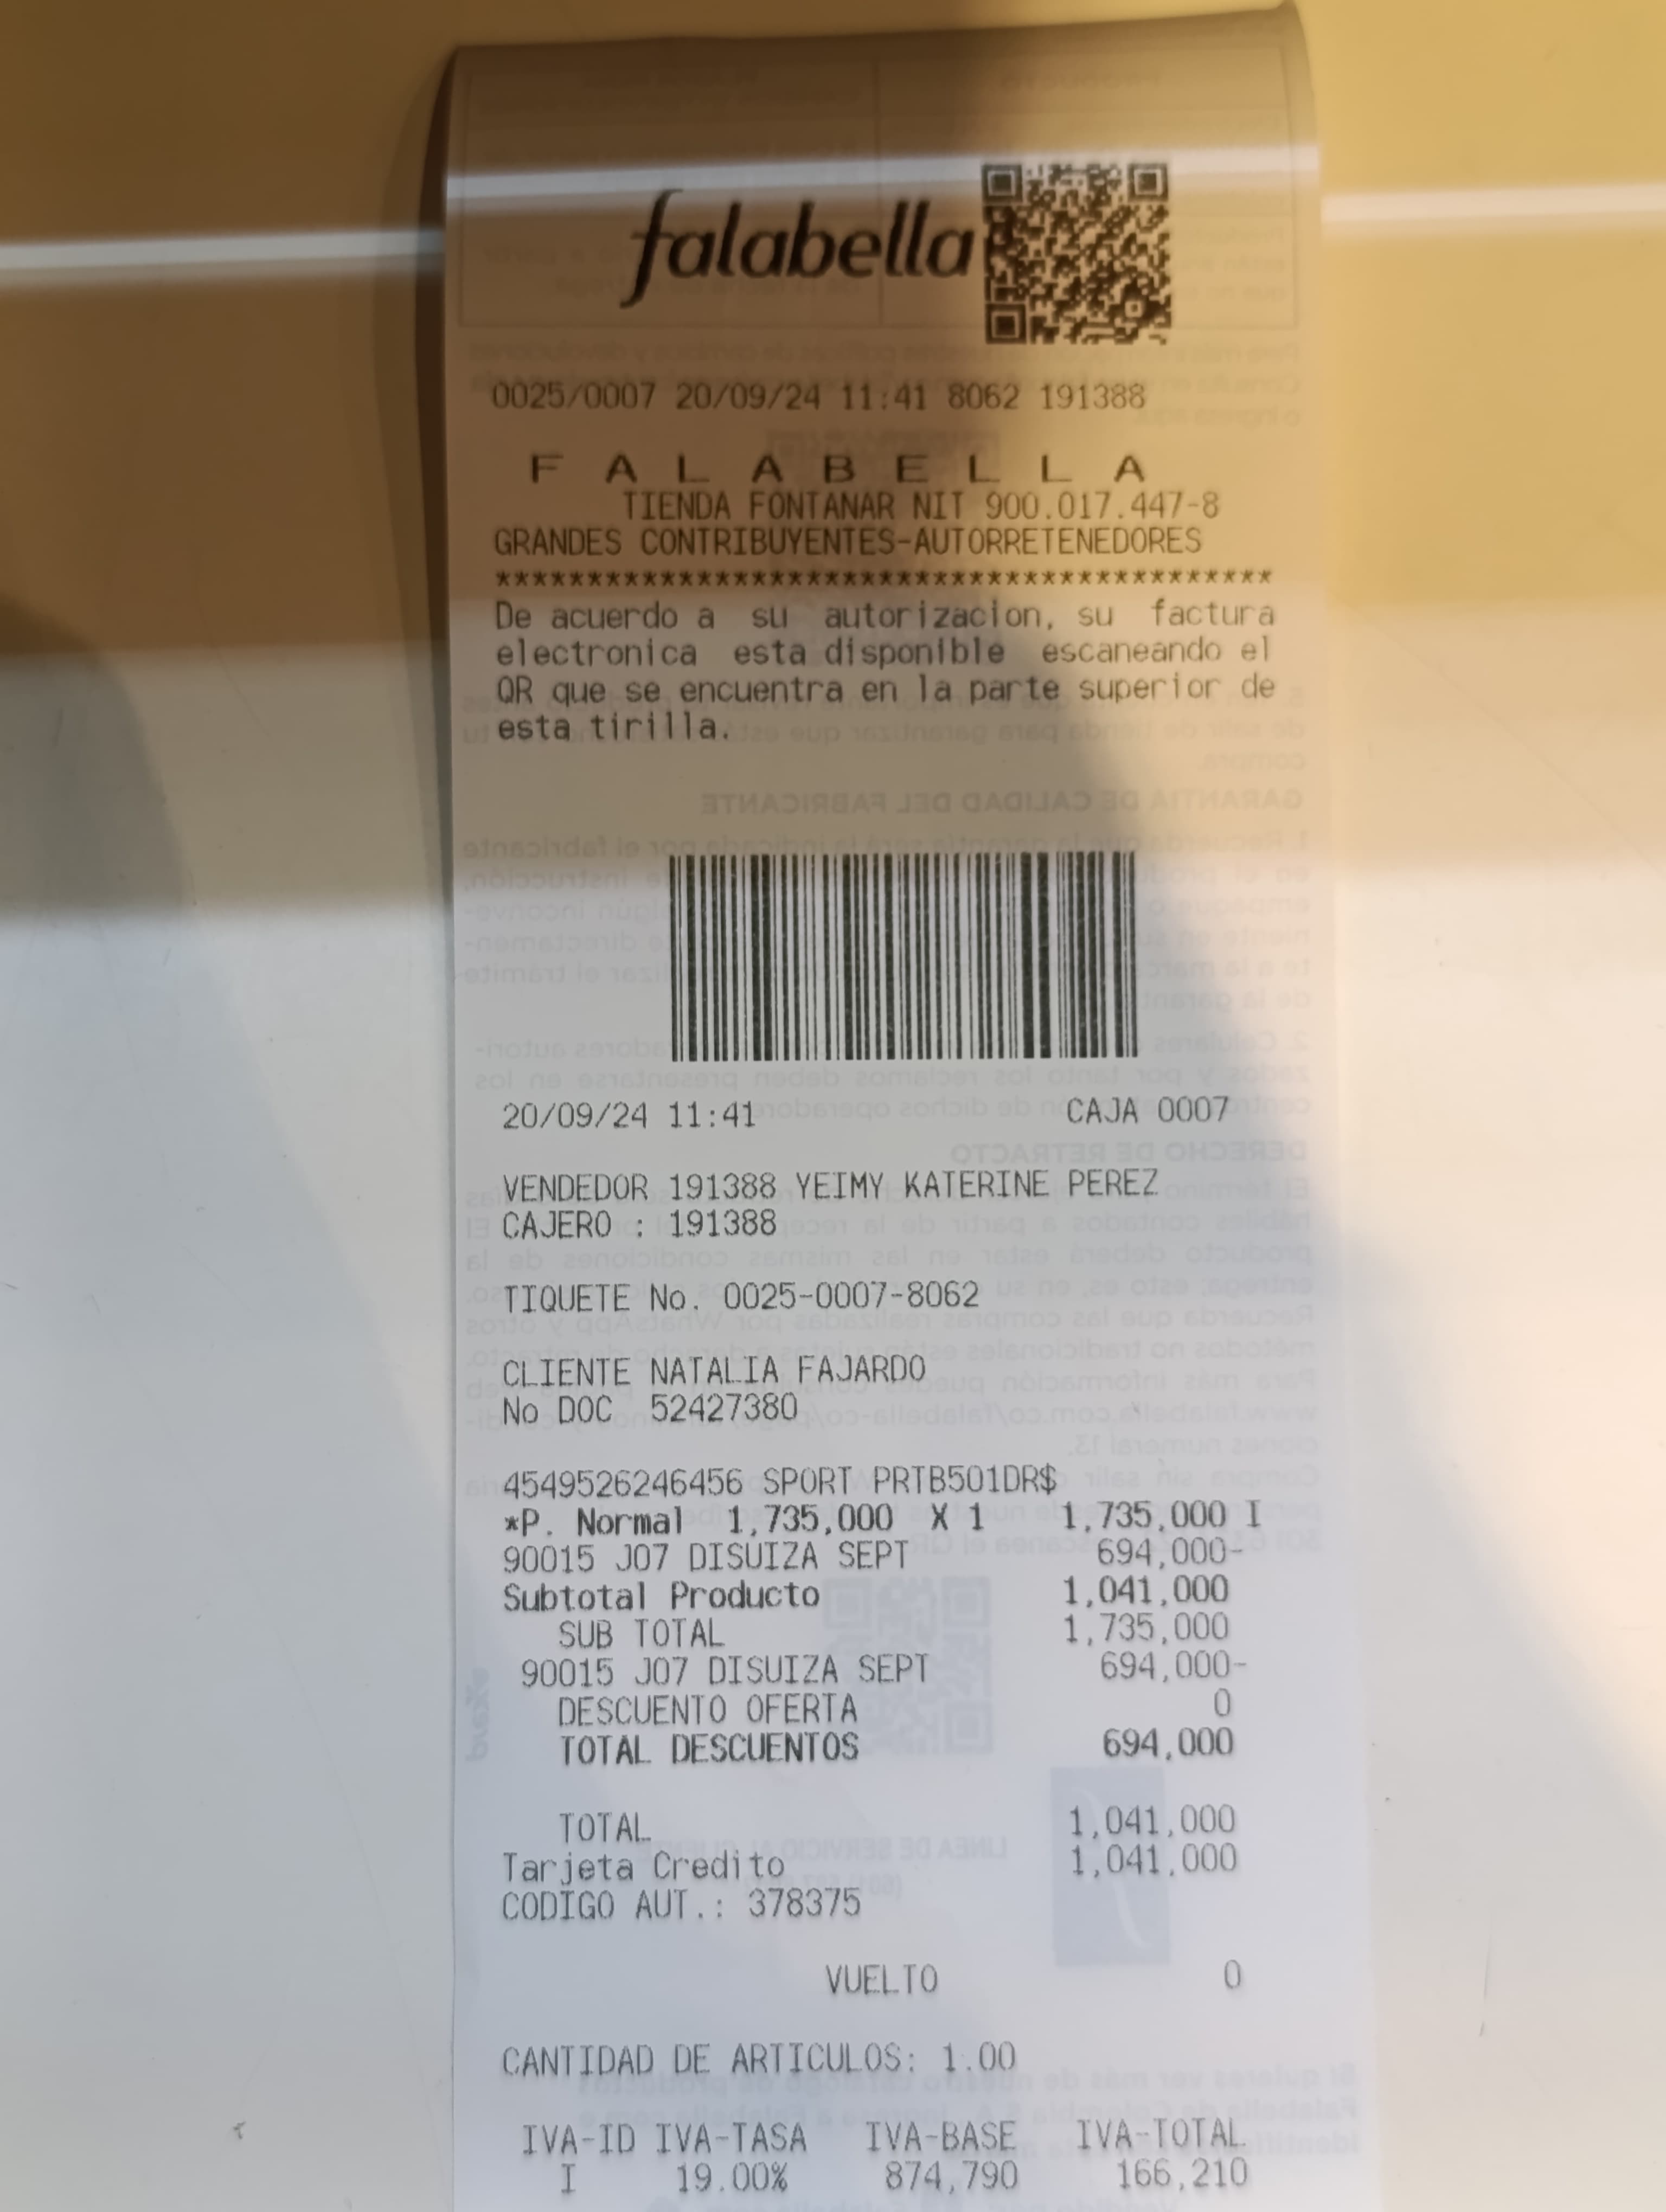 falabella
0025/0007 20/09/24 11:41 8062 191388
F A L A B E L L A
TIENDA FONTANAR NIT 900.017.447-8
GRANDES CONTRIBUYENTES-AUTORRETENEDORES
*******************************************
De acuerdo a su autorizacion, su factura
electronica esta disponible escaneando el
QR que se encuentra en la parte superior de
esta tirilla.
20/09/24 11:41 CAJA 0007
VENDEDOR 191388 YEIMY KATERINE PEREZ
CAJERO : 191388
TIQUETE No. 0025-0007-8062
CLIENTE NATALIA FAJARDO
No DOC 52427380
4549526246456 SPORT PRTB501DR$
*P. Normal 1,735,000 X 1 1,735,000 I
90015 J07 DISUIZA SEPT 694,000-
Subtotal Producto 1,041,000
SUB TOTAL 1,735,000
90015 J07 DISUIZA SEPT 694,000-
DESCUENTO OFERTA 0
TOTAL DESCUENTOS 694,000
TOTAL 1,041,000
Tarjeta Credito 1,041,000
CODIGO AUT.: 378375
VUELTO 0
CANTIDAD DE ARTICULOS: 1.00
IVA-ID IVA-TASA IVA-BASE IVA-TOTAL
I 19.00% 874,790 166,210